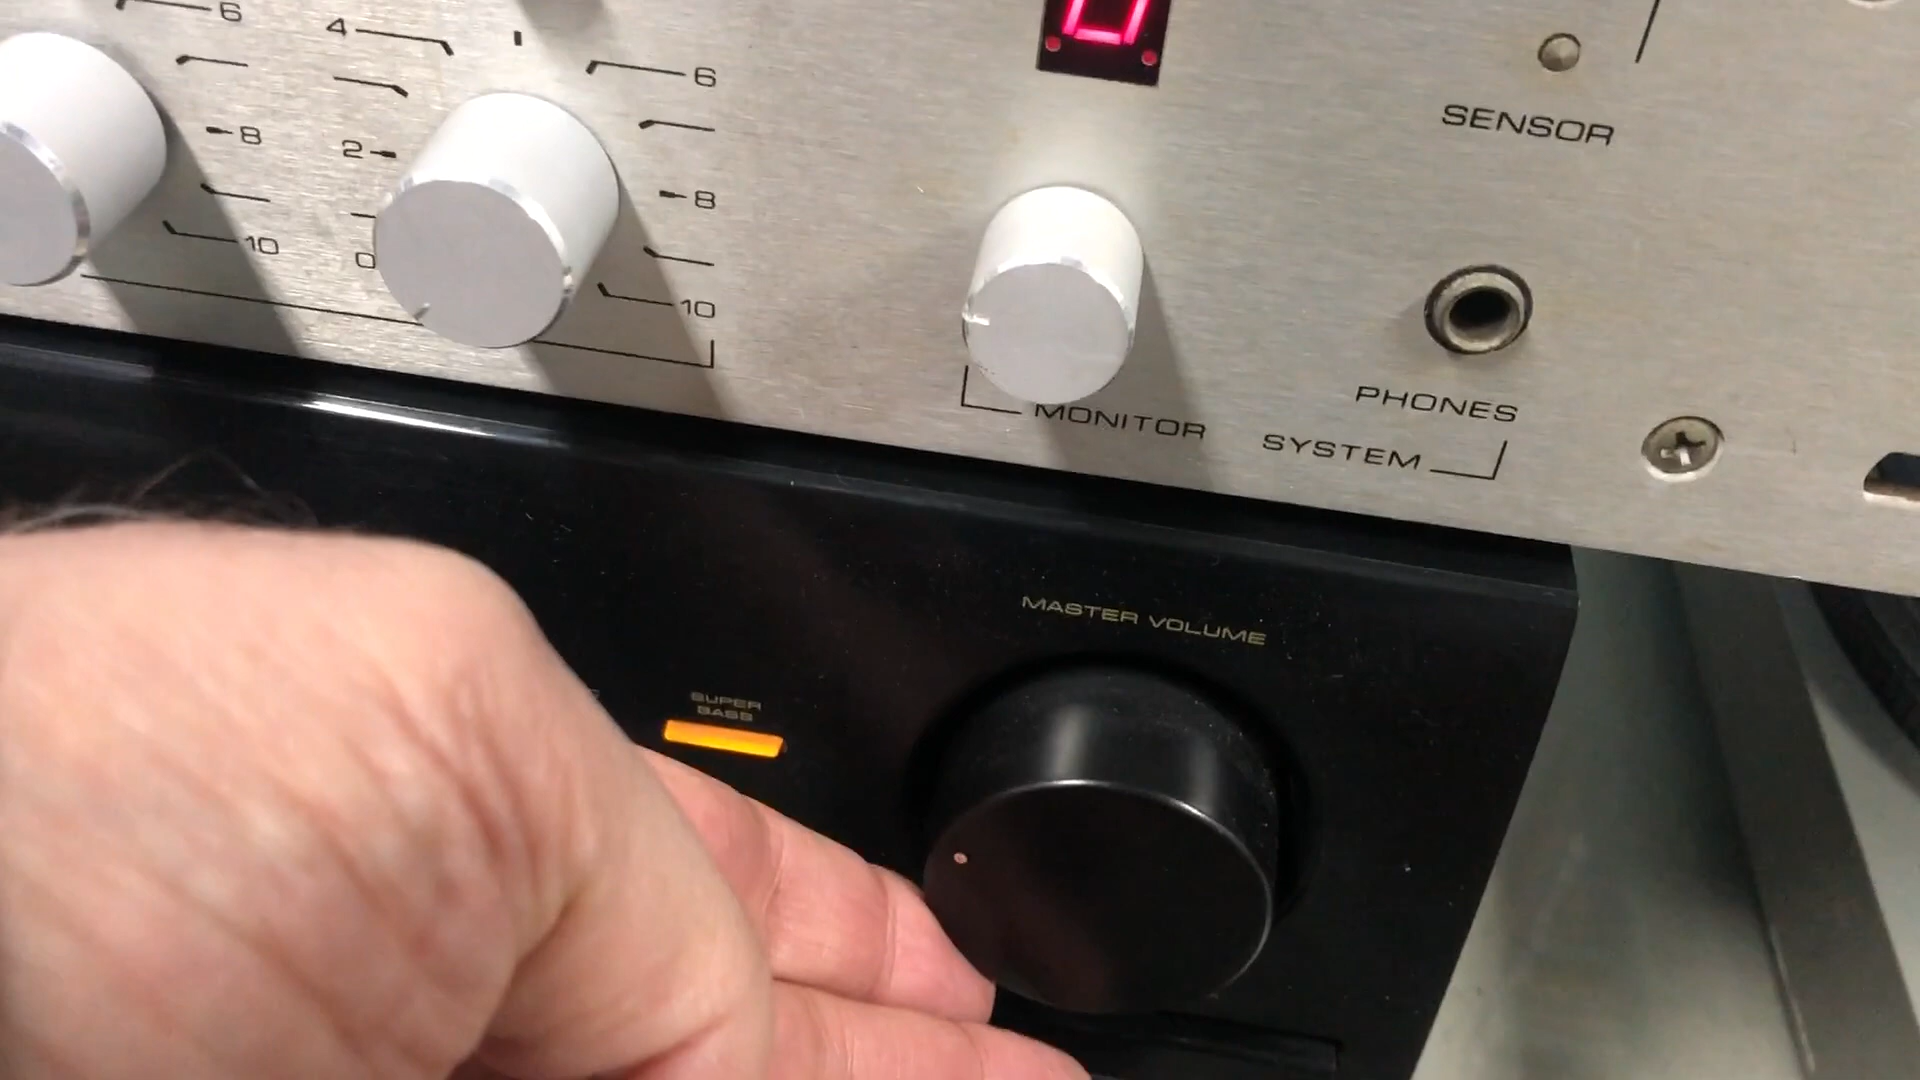 6
4
6
8
2
8
10
0
10
SENSOR
PHONES
MONITOR
SYSTEM
MASTER VOLUME
SUPER
BASS